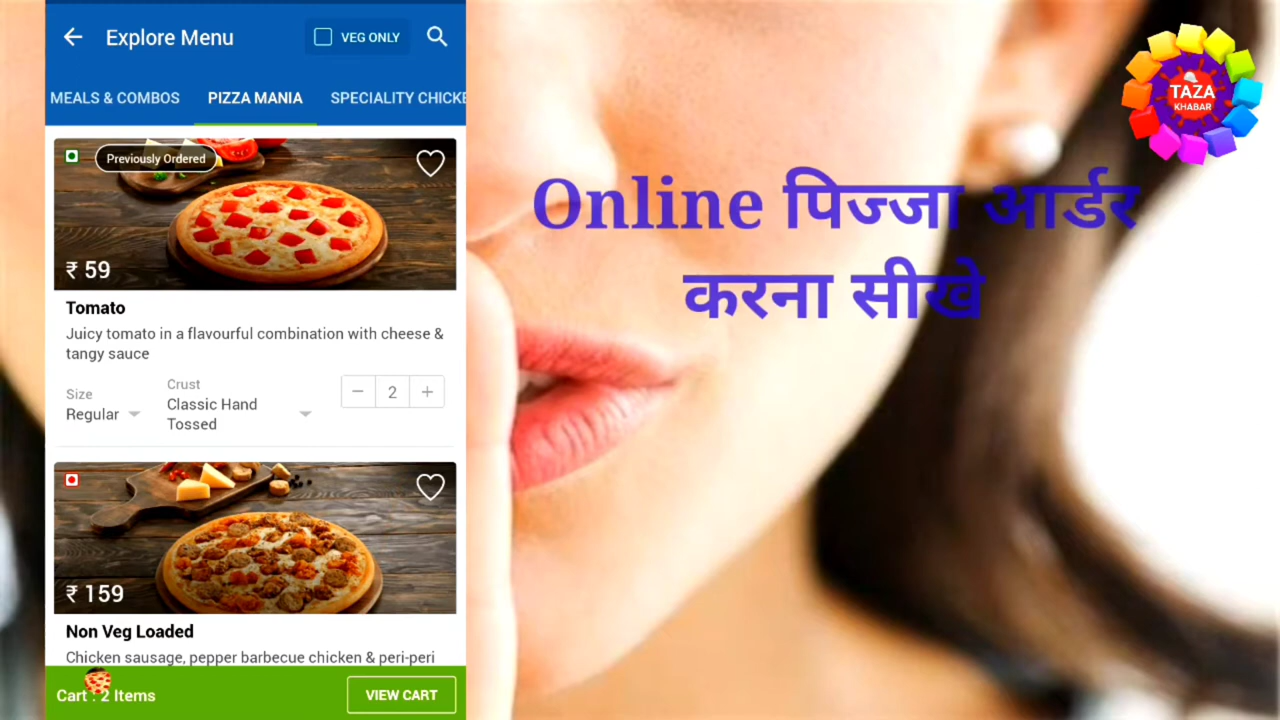 Explore Menu
VEG ONLY
MEALS & COMBOS
PIZZA MANIA
SPECIALITY CHICKE
Previously Ordered
₹ 59
Tomato
Juicy tomato in a flavourful combination with cheese &
tangy sauce
Size
Regular
Crust
Classic Hand
Tossed
2
₹ 159
Non Veg Loaded
Chicken sausage, pepper barbecue chicken & peri-peri
Cart : 2 Items
VIEW CART
Online पिज्जा आर्डर
करना सीखे
TAZA
KHABAR